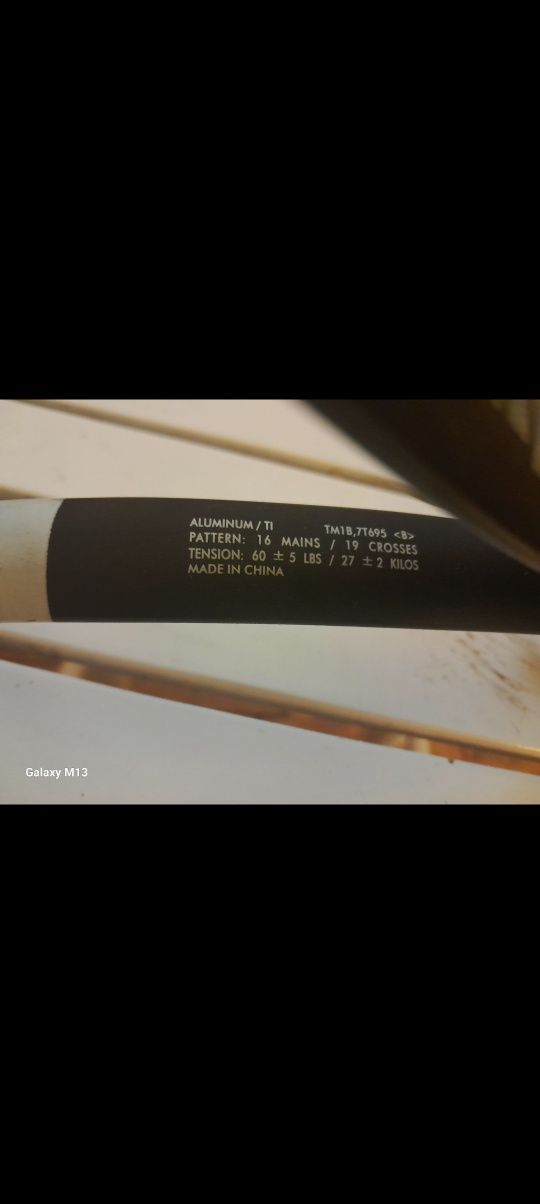 ALUMINUM / TI TM1B,7T695 <B>
PATTERN: 16 MAINS / 19 CROSSES
TENSION: 60 ± 5 LBS / 27 ± 2 KILOS
MADE IN CHINA
Galaxy M13